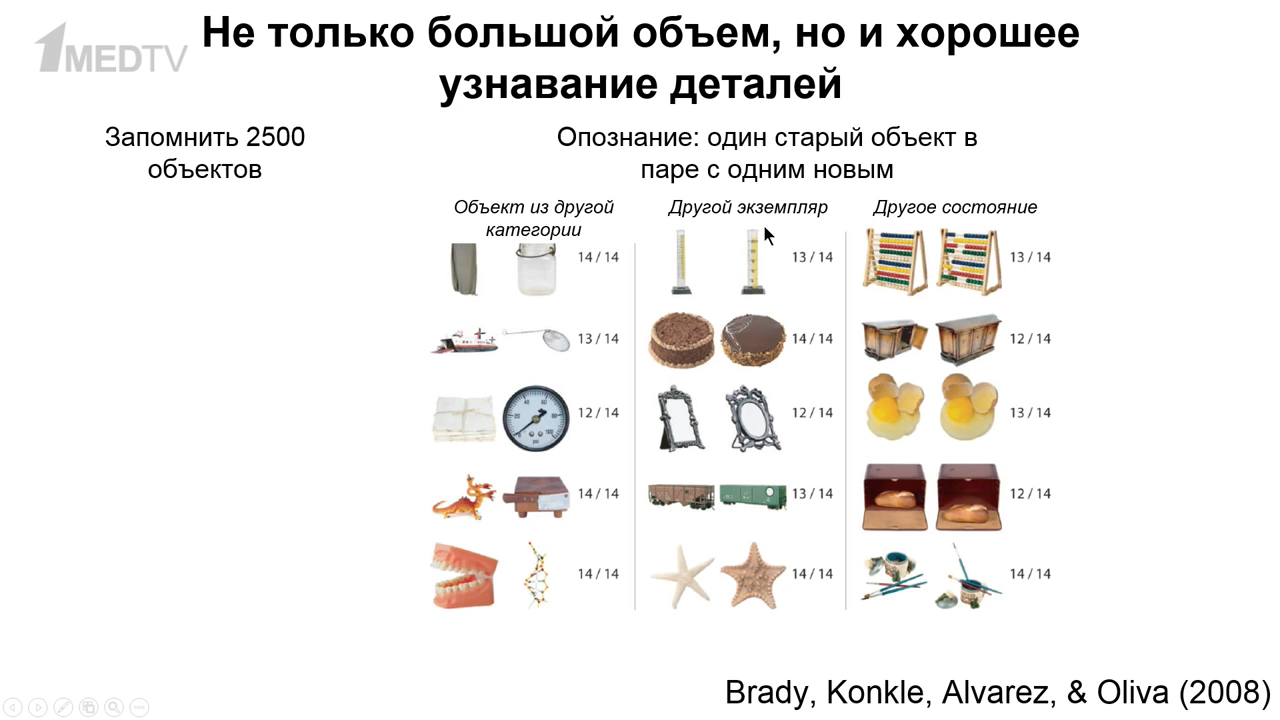 1MEDTV
Не только большой объем, но и хорошее
узнавание деталей
Запомнить 2500
объектов
Опознание: один старый объект в
паре с одним новым
Объект из другой
категории
Другой экземпляр
Другое состояние
14 / 14
13 / 14
13 / 14
13 / 14
14 / 14
12 / 14
12 / 14
12 / 14
13 / 14
14 / 14
13 / 14
12 / 14
14 / 14
14 / 14
14 / 14
Brady, Konkle, Alvarez, & Oliva (2008)